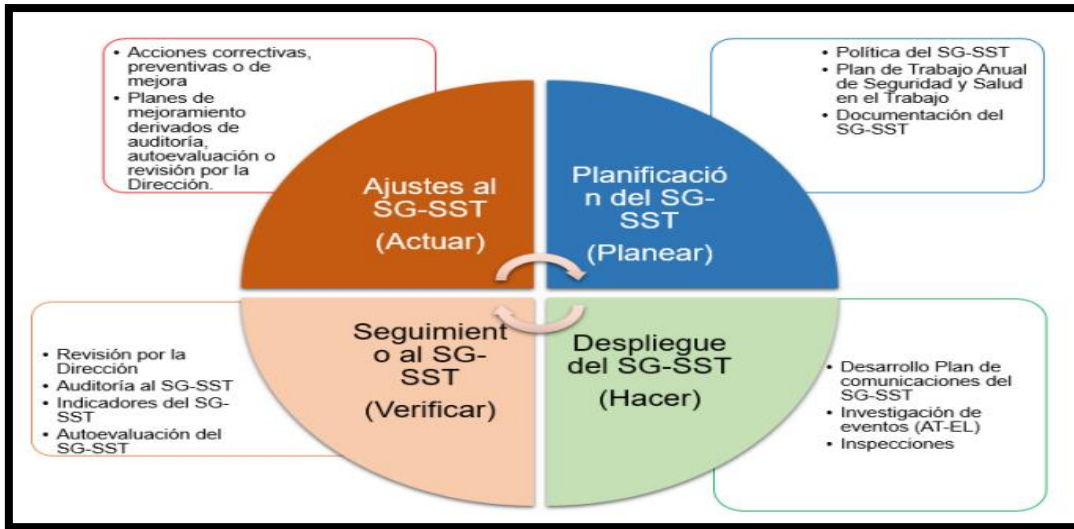 • Acciones correctivas,
preventivas o de
mejora
• Planes de
mejoramiento
derivados de
auditoría,
autoevaluación o
revisión por la
Dirección.
Ajustes al
SG-SST
(Actuar)
• Política del SG-SST
• Plan de Trabajo Anual
de Seguridad y Salud
en el Trabajo
• Documentación del
SG-SST
Planificació
n del SG-
SST
(Planear)
• Revisión por la
Dirección
• Auditoría al SG-SST
• Indicadores del SG-
SST
• Autoevaluación del
SG-SST
Seguimient
o al SG-
SST
(Verificar)
Despliegue
del SG-SST
(Hacer)
• Desarrollo Plan de
comunicaciones del
SG-SST
• Investigación de
eventos (AT-EL)
• Inspecciones